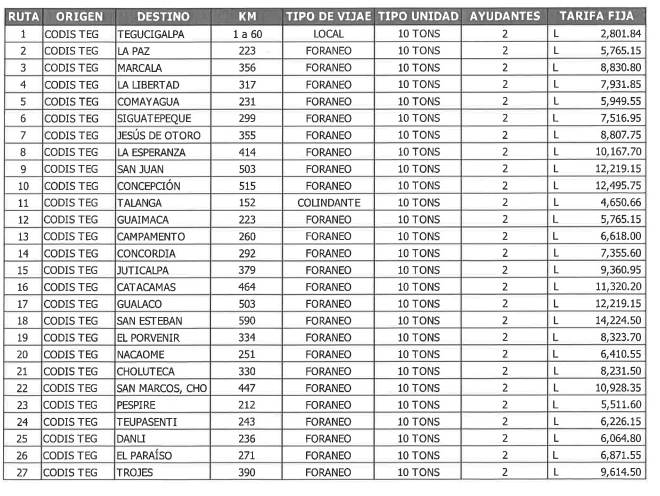 RUTA ORIGEN DESTINO KM TIPO DE VIJAE TIPO UNIDAD AYUDANTES TARIFA FIJA
1 CODIS TEG TEGUCIGALPA 1 a 60 LOCAL 10 TONS 2 L 2,801.84
2 CODIS TEG LA PAZ 223 FORANEO 10 TONS 2 L 5,765.15
3 CODIS TEG MARCALA 356 FORANEO 10 TONS 2 L 8,830.80
4 CODIS TEG LA LIBERTAD 317 FORANEO 10 TONS 2 L 7,931.85
5 CODIS TEG COMAYAGUA 231 FORANEO 10 TONS 2 L 5,949.55
6 CODIS TEG SIGUATEPEQUE 299 FORANEO 10 TONS 2 L 7,516.95
7 CODIS TEG JESÚS DE OTORO 355 FORANEO 10 TONS 2 L 8,807.75
8 CODIS TEG LA ESPERANZA 414 FORANEO 10 TONS 2 L 10,167.70
9 CODIS TEG SAN JUAN 503 FORANEO 10 TONS 2 L 12,219.15
10 CODIS TEG CONCEPCIÓN 515 FORANEO 10 TONS 2 L 12,495.75
11 CODIS TEG TALANGA 152 COLINDANTE 10 TONS 2 L 4,650.66
12 CODIS TEG GUAIMACA 223 FORANEO 10 TONS 2 L 5,765.15
13 CODIS TEG CAMPAMENTO 260 FORANEO 10 TONS 2 L 6,618.00
14 CODIS TEG CONCORDIA 292 FORANEO 10 TONS 2 L 7,355.60
15 CODIS TEG JUTICALPA 379 FORANEO 10 TONS 2 L 9,360.95
16 CODIS TEG CATACAMAS 464 FORANEO 10 TONS 2 L 11,320.20
17 CODIS TEG GUALACO 503 FORANEO 10 TONS 2 L 12,219.15
18 CODIS TEG SAN ESTEBAN 590 FORANEO 10 TONS 2 L 14,224.50
19 CODIS TEG EL PORVENIR 334 FORANEO 10 TONS 2 L 8,323.70
20 CODIS TEG NACAOME 251 FORANEO 10 TONS 2 L 6,410.55
21 CODIS TEG CHOLUTECA 330 FORANEO 10 TONS 2 L 8,231.50
22 CODIS TEG SAN MARCOS, CHO 447 FORANEO 10 TONS 2 L 10,928.35
23 CODIS TEG PESPIRE 212 FORANEO 10 TONS 2 L 5,511.60
24 CODIS TEG TEUPASENTI 243 FORANEO 10 TONS 2 L 6,226.15
25 CODIS TEG DANLI 236 FORANEO 10 TONS 2 L 6,064.80
26 CODIS TEG EL PARAÍSO 271 FORANEO 10 TONS 2 L 6,871.55
27 CODIS TEG TROJES 390 FORANEO 10 TONS 2 L 9,614.50